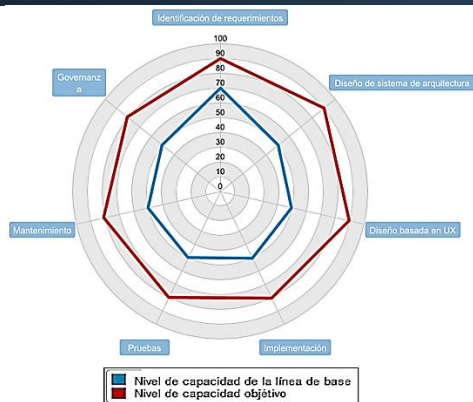 Identificación de requerimientos
100
90
80
70
60
50
40
30
20
10
0
Governanz
a
Diseño de sistema de arquitectura
Mantenimiento
Diseño basada en UX
Pruebas
Implementación
Nivel de capacidad de la línea de base
Nivel de capacidad objétivo